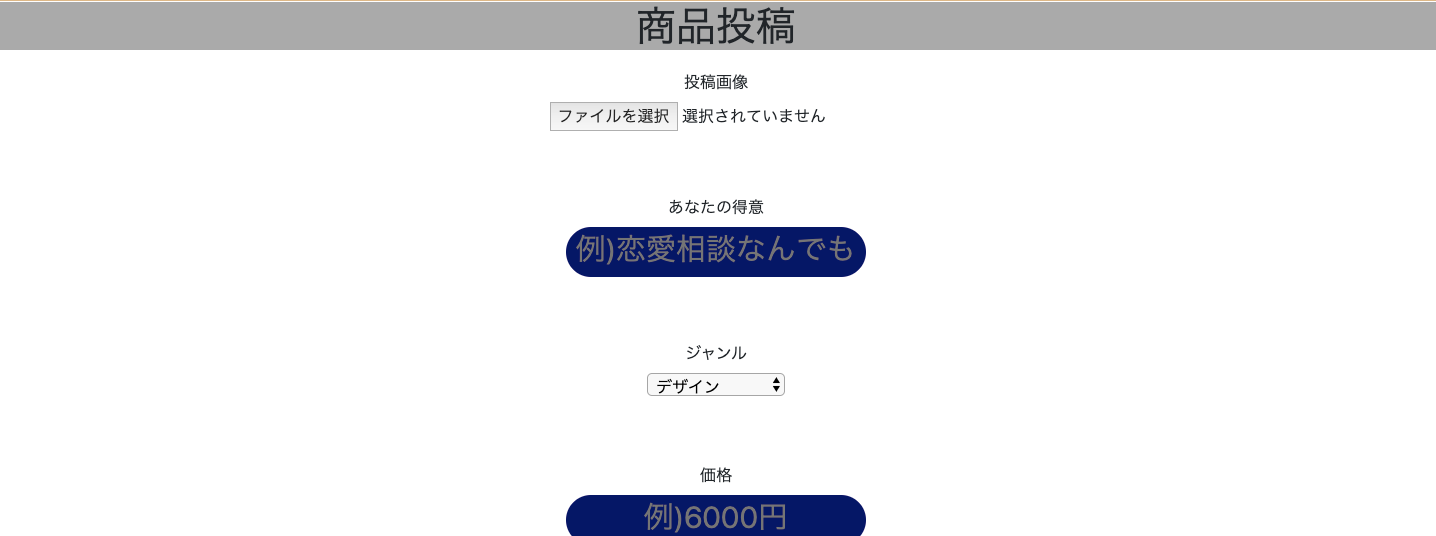 商品投稿
投稿画像
ファイルを選択 選択されていません
あなたの得意
例)恋愛相談なんでも
ジャンル
デザイン
価格
例)6000円